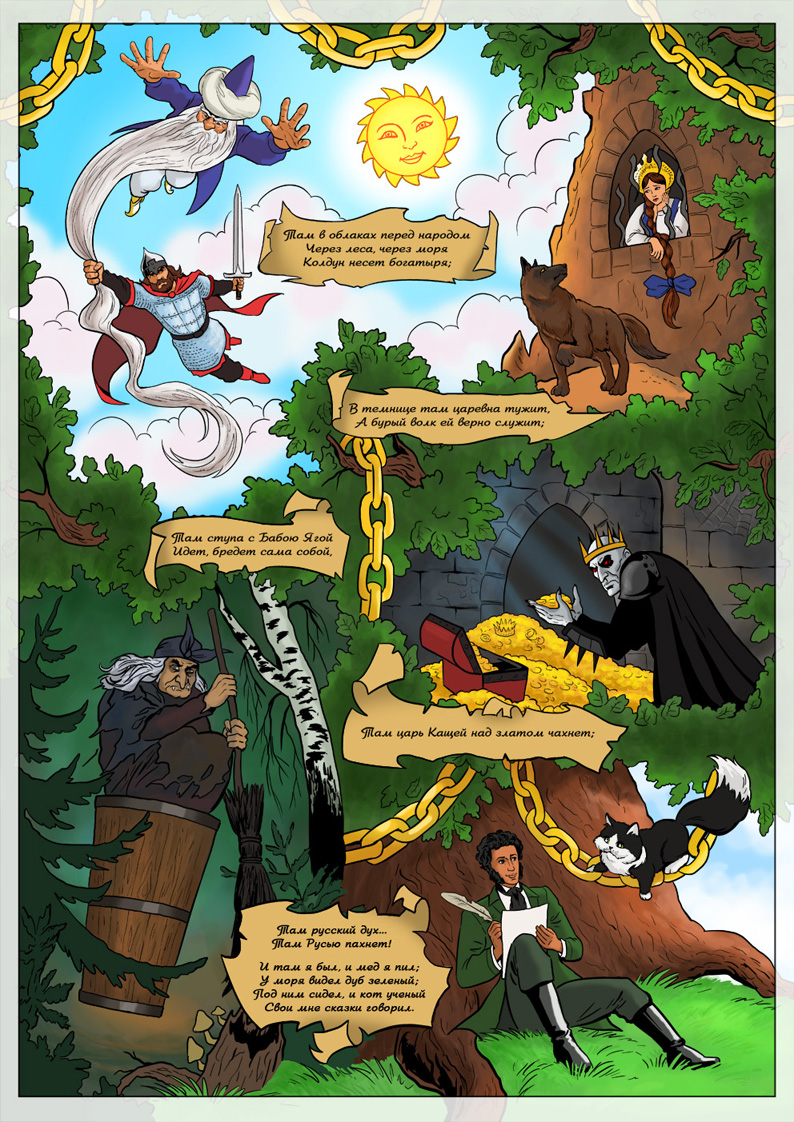 Там в облаках перед народом
Через леса, через моря
Колдун несет богатыря;
В темнице там царевна тужит,
А бурый волк ей верно служит;
Там ступа с Бабою Ягой
Идет, бредет сама собой,
Там царь Кащей над златом чахнет;
Там русский дух...
Там Русью пахнет!
И там я был, и мед я пил;
У моря видел дуб зеленый;
Под ним сидел, и кот ученый
Свои мне сказки говорил.